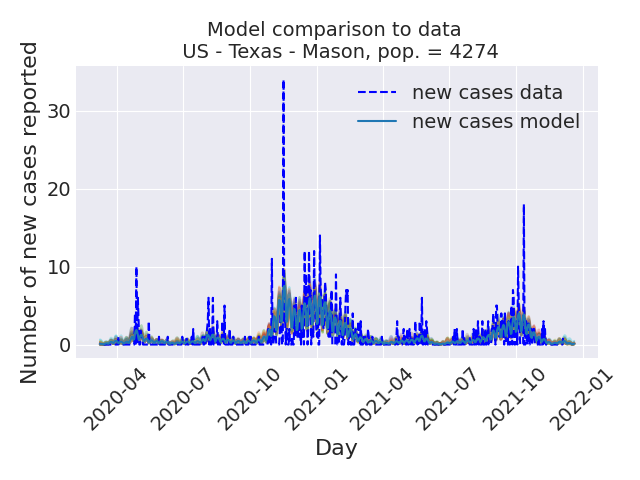 Model comparison to data
US - Texas - Mason, pop. = 4274
Number of new cases reported
30
20
10
0
new cases data
new cases model
2020-04
2020-07
2020-10
2021-01
2021-04
2021-07
2021-10
2022-01
Day